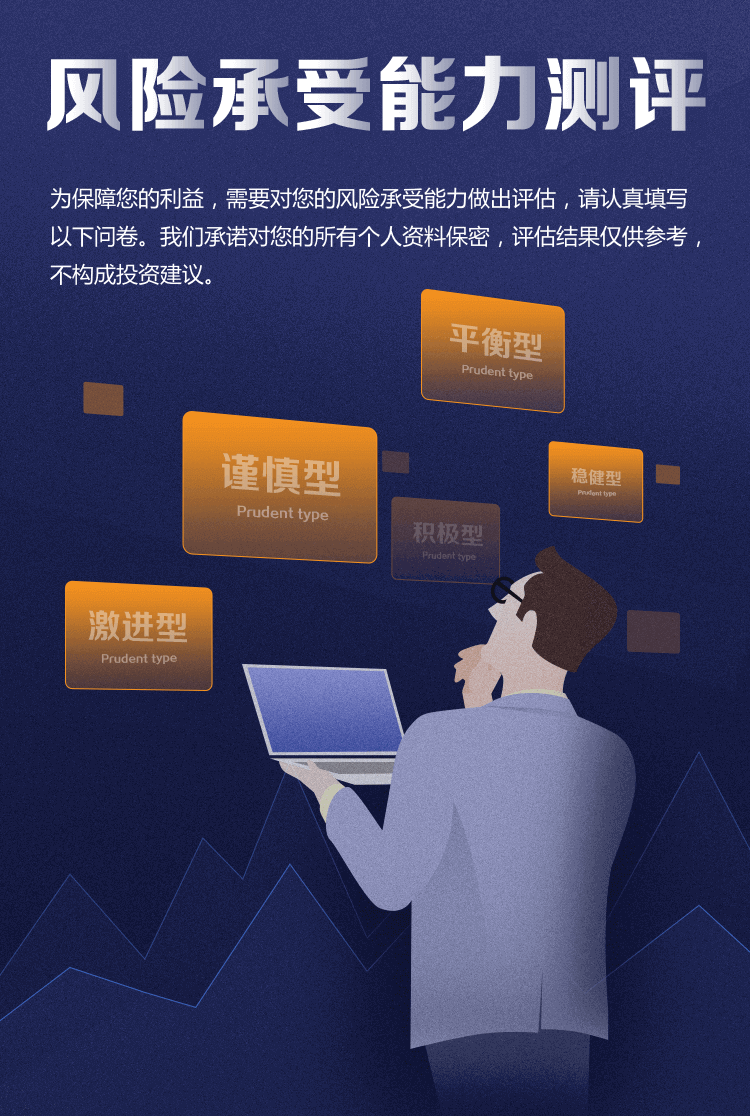 风险承受能力测评
为保障您的利益，需要对您的风险承受能力做出评估，请认真填写
以下问卷。我们承诺对您的所有个人资料保密，评估结果仅供参考，
不构成投资建议。
平衡型
Prudent type
谨慎型
Prudent type
稳健型
Prudent type
积极型
Prudent type
激进型
Prudent type